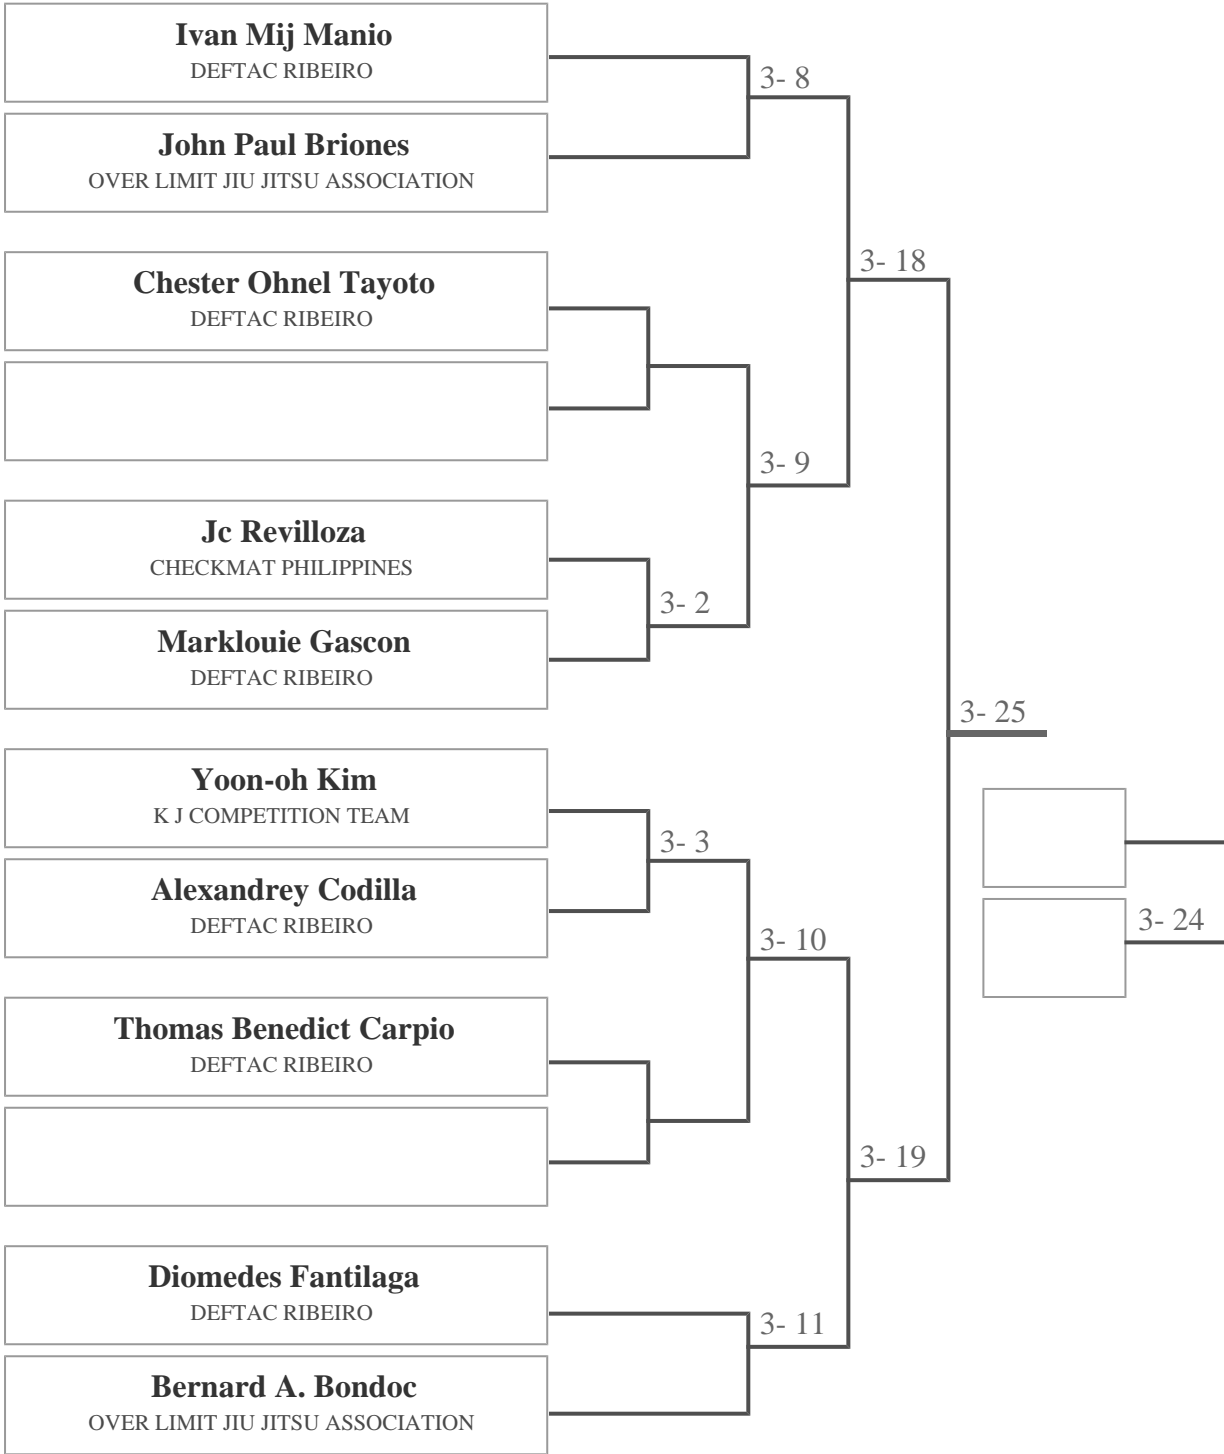 Ivan Mij Manio
DEFTAC RIBEIRO
3- 8
John Paul Briones
OVER LIMIT JIU JITSU ASSOCIATION
3- 18
Chester Ohnel Tayoto
DEFTAC RIBEIRO
3- 9
Jc Revilloza
CHECKMAT PHILIPPINES
3- 2
Marklouie Gascon
DEFTAC RIBEIRO
3- 25
Yoon-oh Kim
K J COMPETITION TEAM
3- 3
Alexandrey Codilla
DEFTAC RIBEIRO
3- 24
3- 10
Thomas Benedict Carpio
DEFTAC RIBEIRO
3- 19
Diomedes Fantilaga
DEFTAC RIBEIRO
3- 11
Bernard A. Bondoc
OVER LIMIT JIU JITSU ASSOCIATION